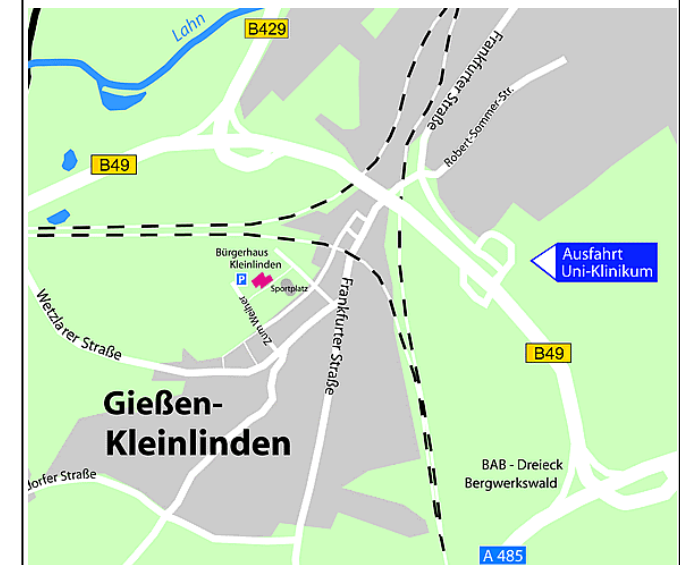 Lahn
B429
Frankfurter Straße
Robert-Sommer-Str.
B49
Bürgerhaus
Kleinlinden
P
Sportplatz
Zum Weiher
Ausfahrt
Uni-Klinikum
Wetzlarer Straße
Frankfurter Straße
B49
Gießen-
Kleinlinden
BAB - Dreieck
Bergwerkswald
dorfer Straße
A 485